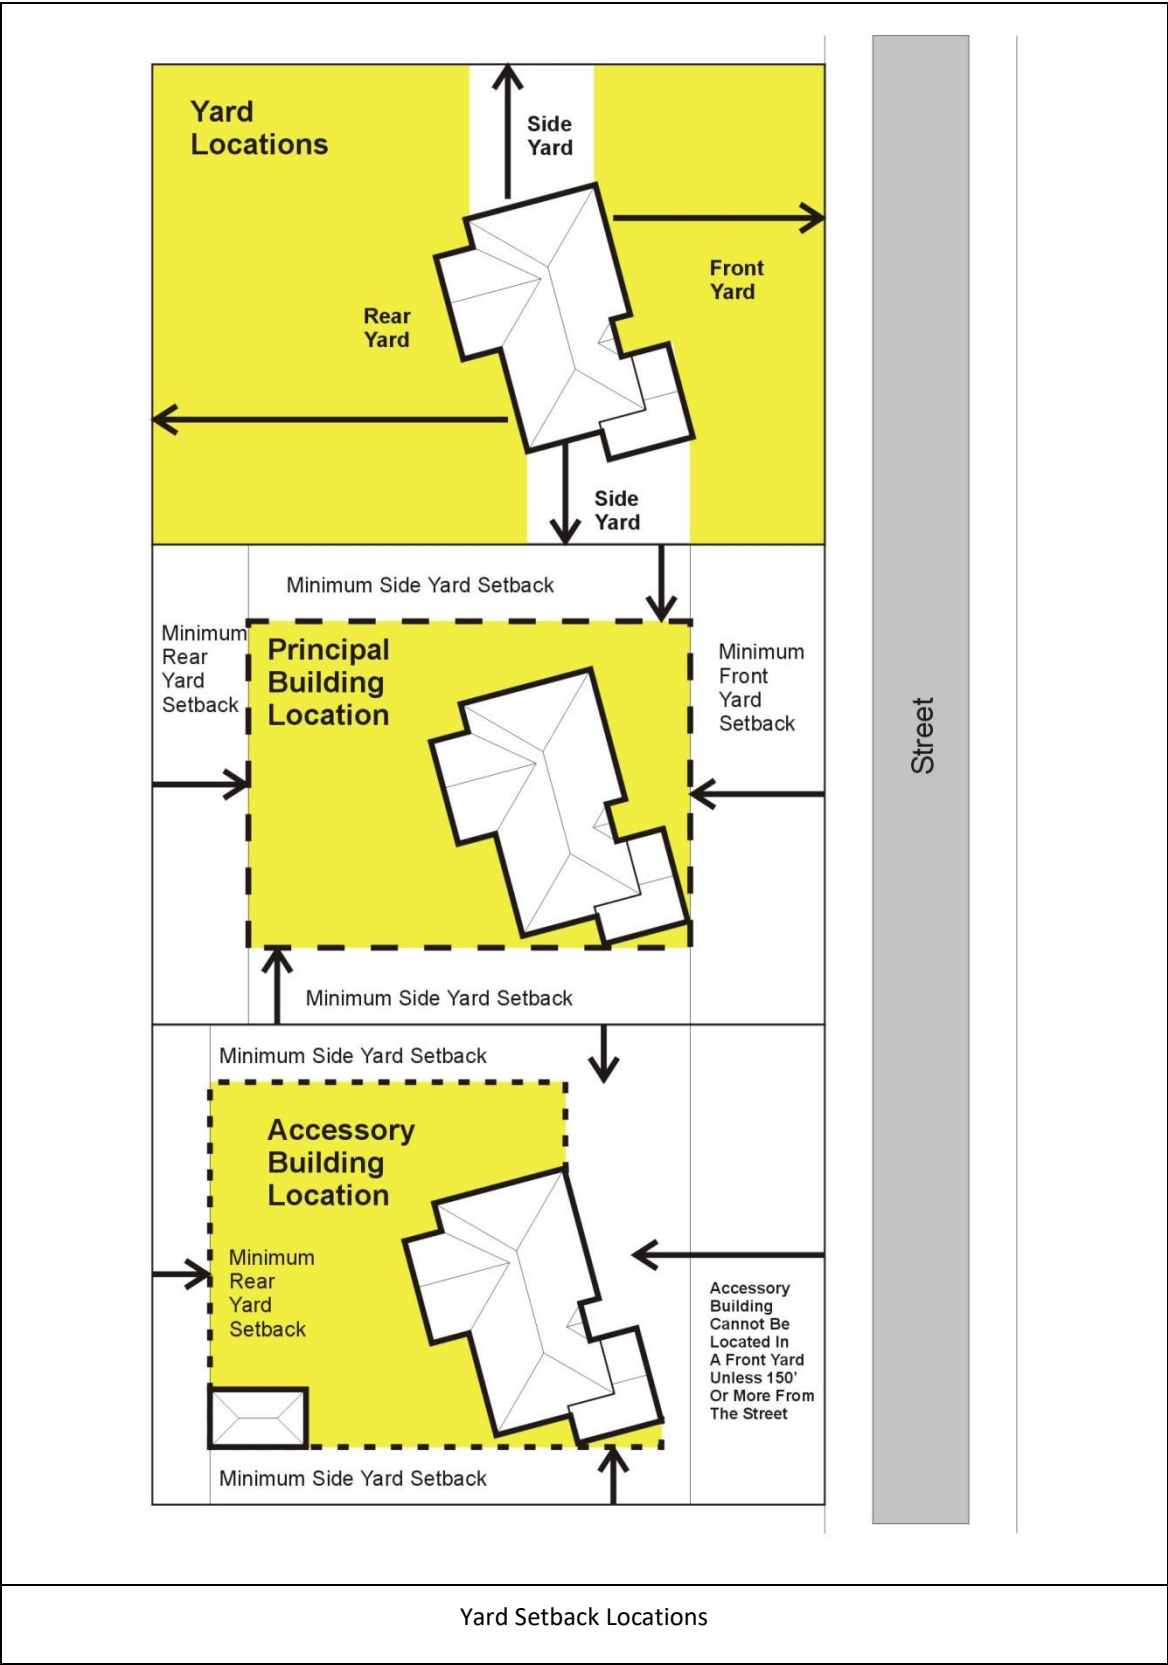 Yard
Locations
Side
Yard
Front
Yard
Rear
Yard
Side
Yard
Minimum Side Yard Setback
Minimum
Rear
Yard
Setback
Principal
Building
Location
Minimum
Front
Yard
Setback
Street
Minimum Side Yard Setback
Minimum Side Yard Setback
Accessory
Building
Location
Minimum
Rear
Yard
Setback
Accessory
Building
Cannot Be
Located In
A Front Yard
Unless 150'
Or More From
The Street
Minimum Side Yard Setback
Yard Setback Locations